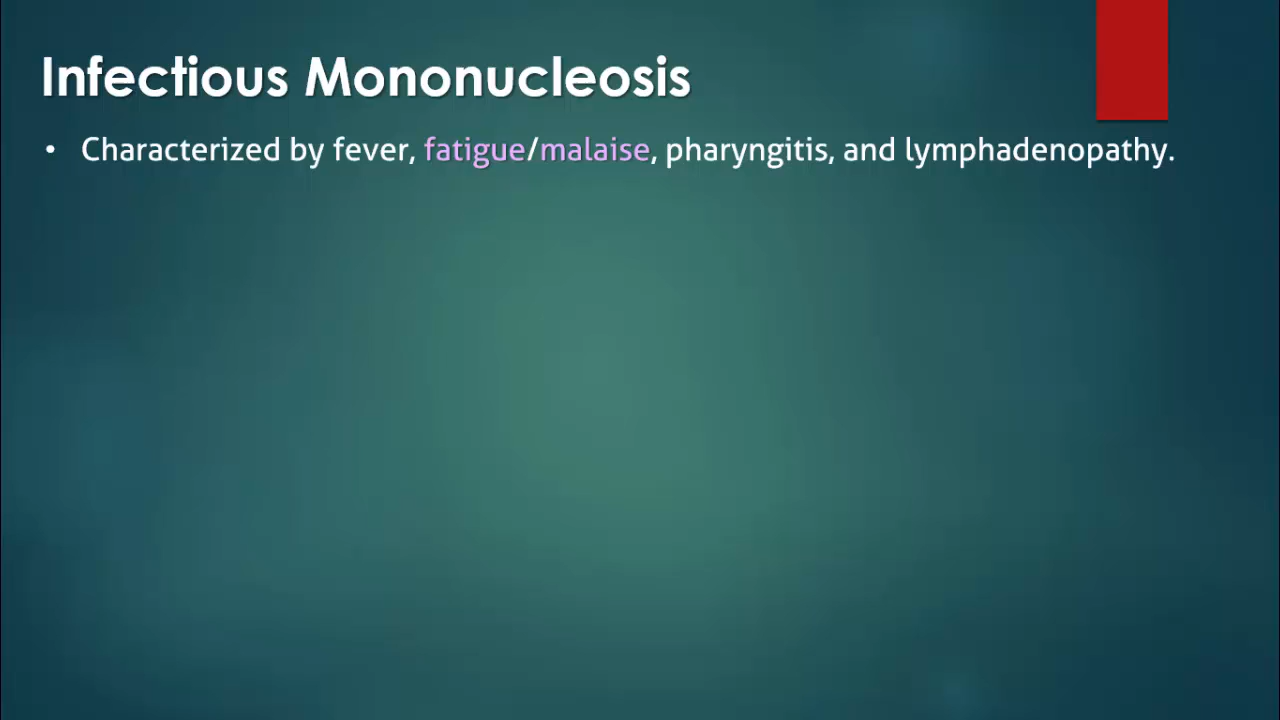 Infectious Mononucleosis
• Characterized by fever, fatigue/malaise, pharyngitis, and lymphadenopathy.